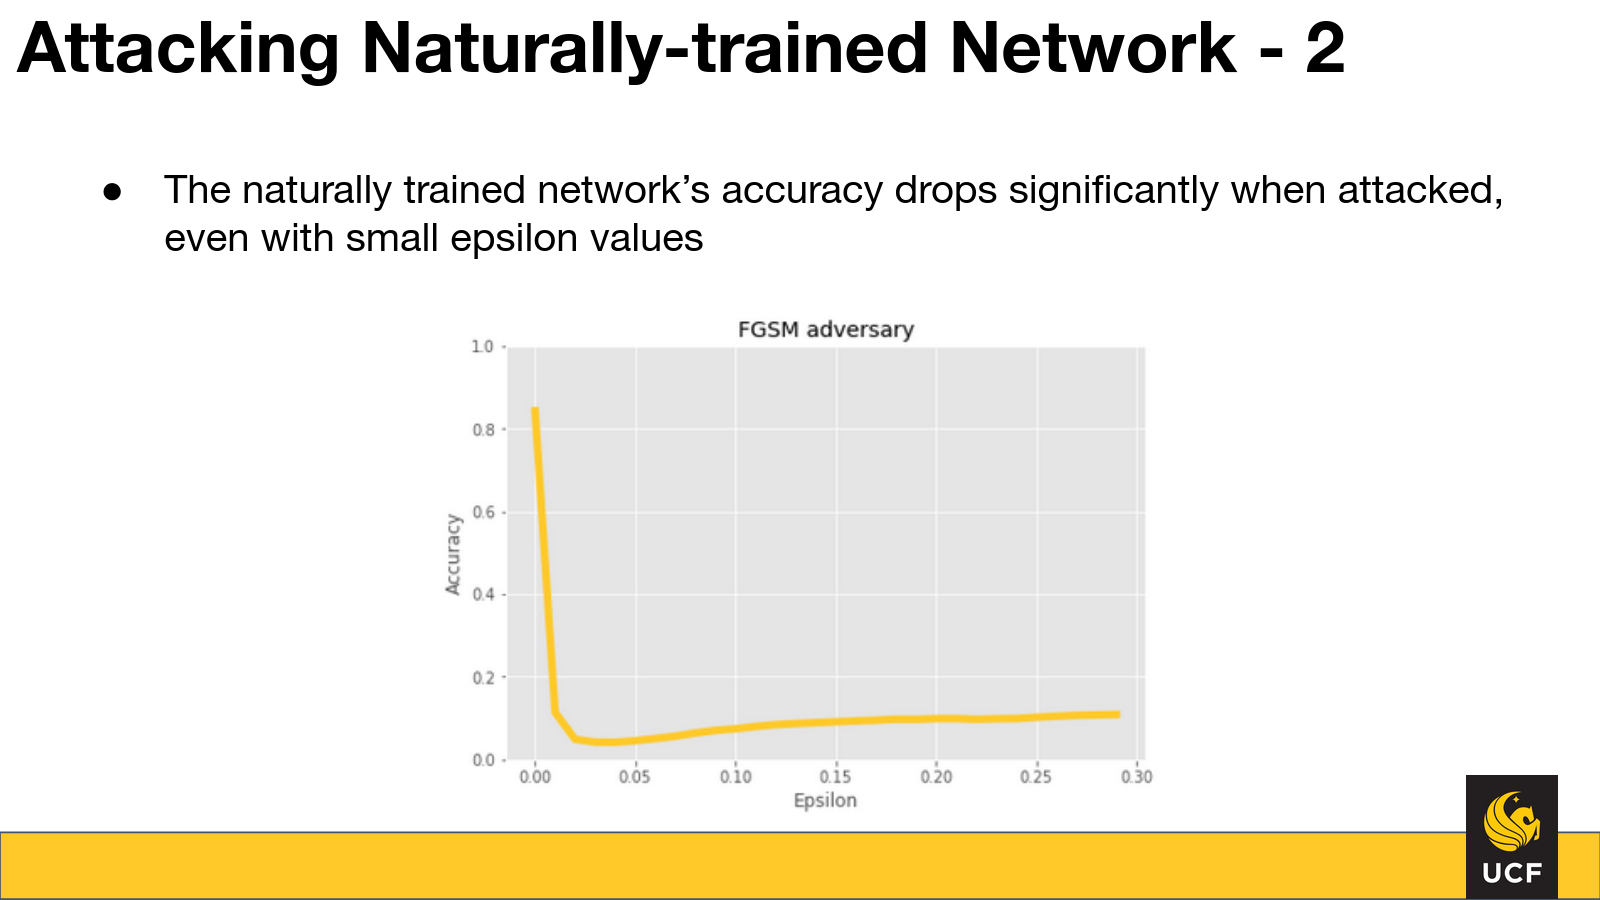 Attacking Naturally-trained Network - 2
● The naturally trained network’s accuracy drops significantly when attacked,
even with small epsilon values
FGSM adversary
1.0
0.8
0.6
0.4
0.2
0.0
Accuracy
0.00 0.05 0.10 0.15 0.20 0.25 0.30
Epsilon
UCF